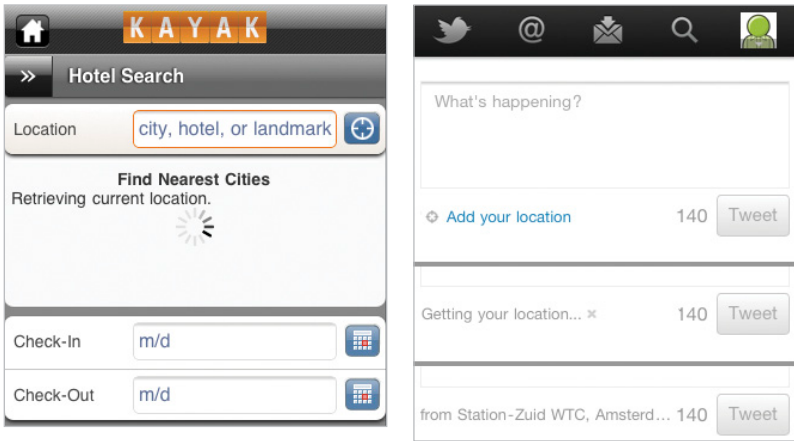 KAYAK
» Hotel Search
Location city, hotel, or landmark
Find Nearest Cities
Retrieving current location.
Check-In m/d
Check-Out m/d
@
What's happening?
Add your location 140 Tweet
Getting your location... × 140 Tweet
from Station-Zuid WTC, Amsterd... 140 Tweet